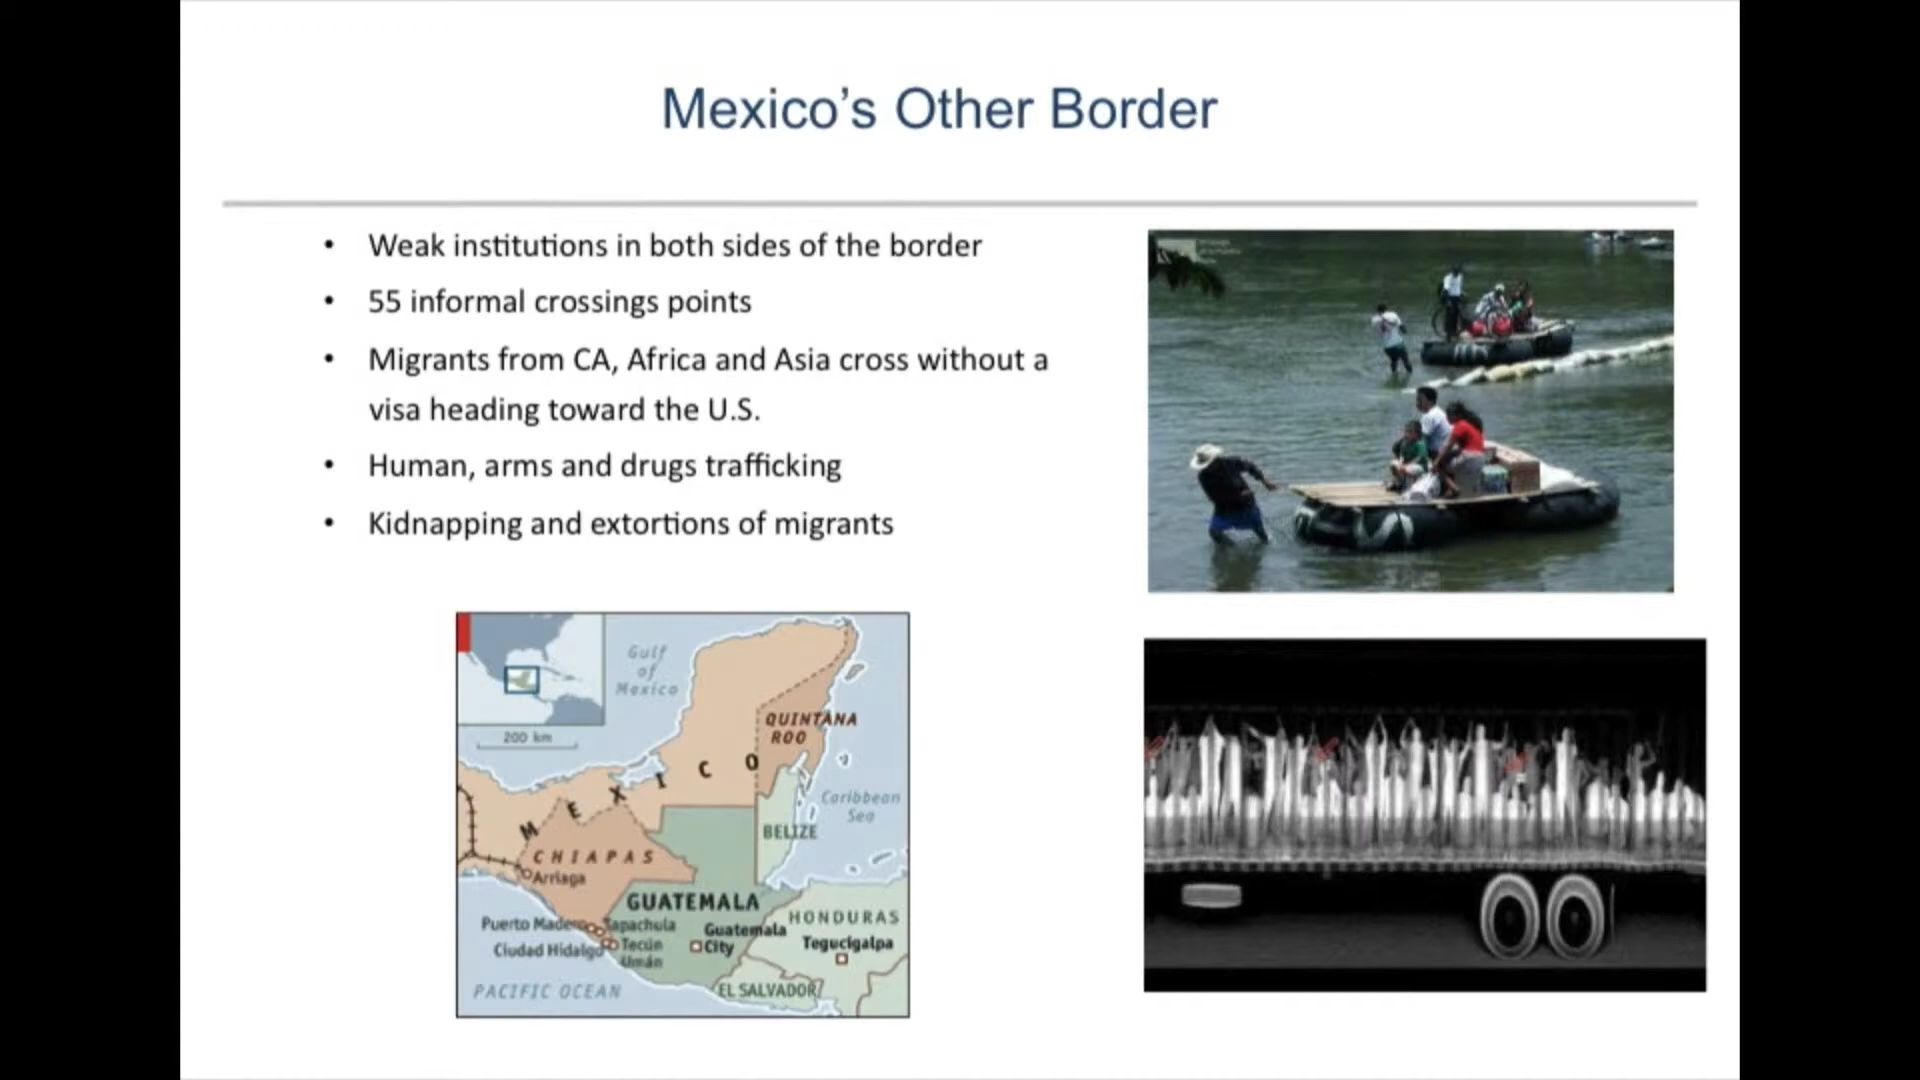 Mexico's Other Border
• Weak institutions in both sides of the border
• 55 informal crossings points
• Migrants from CA, Africa and Asia cross without a
visa heading toward the U.S.
• Human, arms and drugs trafficking
• Kidnapping and extortions of migrants
200 km
Gulf
of
Mexico
QUINTANA
ROO
MEXICO
Caribbean
Sea
BELIZE
CHIAPAS
Arriaga
GUATEMALA
HONDURAS
Puerto Madero
Tapachula
Guatemala
City
Tegucigalpa
Ciudad Hidalgo
Tecún
Umán
PACIFIC OCEAN
EL SALVADOR